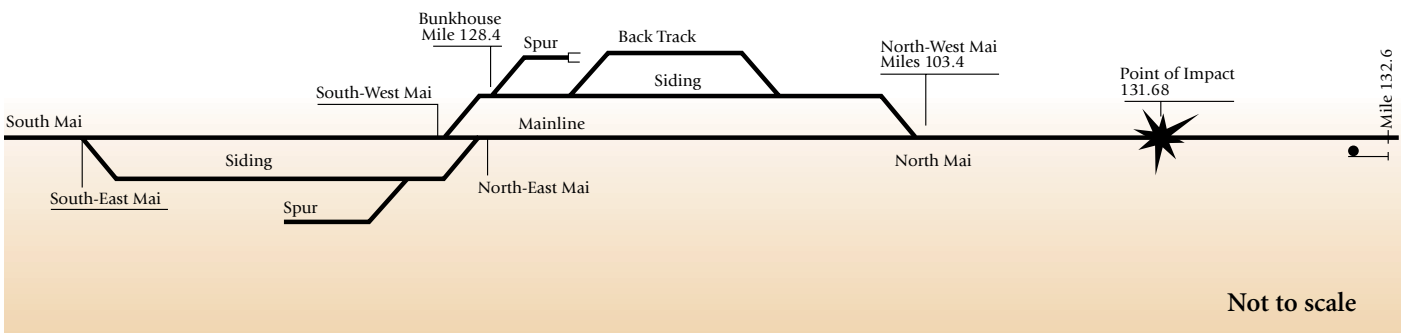 Bunkhouse
Mile 128.4
Spur
Back Track
North-West Mai
Miles 103.4
Siding
Point of Impact
131.68
Mile 132.6
South-West Mai
South Mai
Mainline
Siding
North Mai
South-East Mai
North-East Mai
Spur
Not to scale